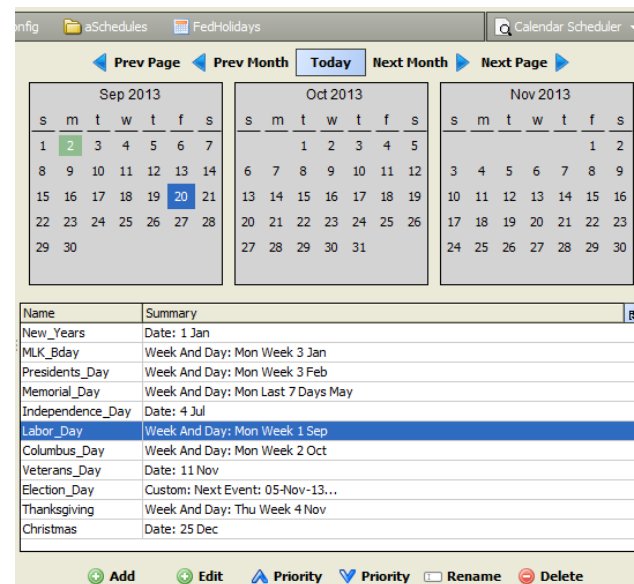 nfig aSchedules FedHolidays Calendar Scheduler
Prev Page Prev Month Today Next Month Next Page
Sep 2013 Oct 2013 Nov 2013
s m t w t f s s m t w t f s s m t w t f s
1 2 3 4 5 6 7 1 2 3 4 5 1 2
8 9 10 11 12 13 14 6 7 8 9 10 11 12 3 4 5 6 7 8 9
15 16 17 18 19 20 21 13 14 15 16 17 18 19 10 11 12 13 14 15 16
22 23 24 25 26 27 28 20 21 22 23 24 25 26 17 18 19 20 21 22 23
29 30 27 28 29 30 31 24 25 26 27 28 29 30
Name Summary
New_Years Date: 1 Jan
MLK_Bday Week And Day: Mon Week 3 Jan
Presidents_Day Week And Day: Mon Week 3 Feb
Memorial_Day Week And Day: Mon Last 7 Days May
Independence_Day Date: 4 Jul
Labor_Day Week And Day: Mon Week 1 Sep
Columbus_Day Week And Day: Mon Week 2 Oct
Veterans_Day Date: 11 Nov
Election_Day Custom: Next Event: 05-Nov-13...
Thanksgiving Week And Day: Thu Week 4 Nov
Christmas Date: 25 Dec
Add Edit Priority Priority Rename Delete